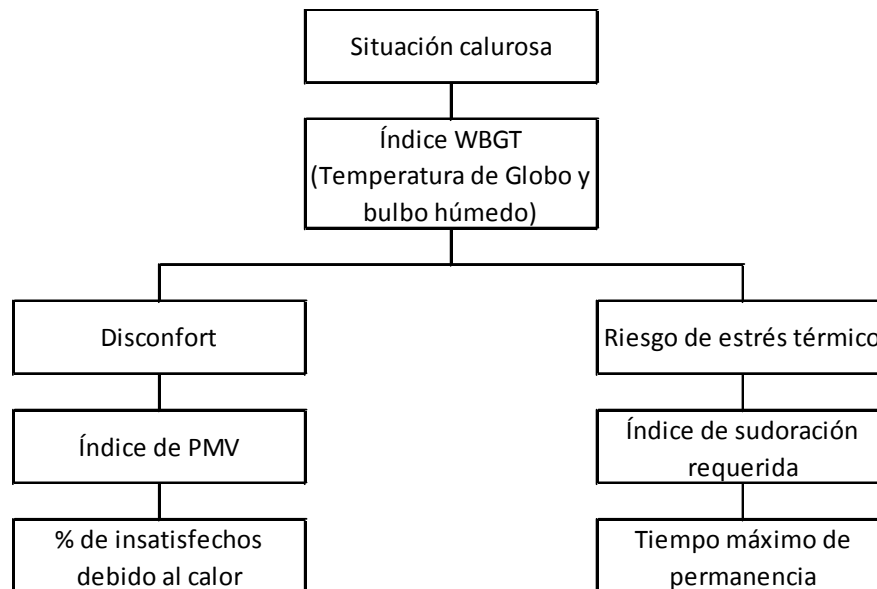 Situación calurosa
Índice WBGT
(Temperatura de Globo y
bulbo húmedo)
Disconfort
Riesgo de estrés térmico
Índice de PMV
Índice de sudoración
requerida
% de insatisfechos
debido al calor
Tiempo máximo de
permanencia